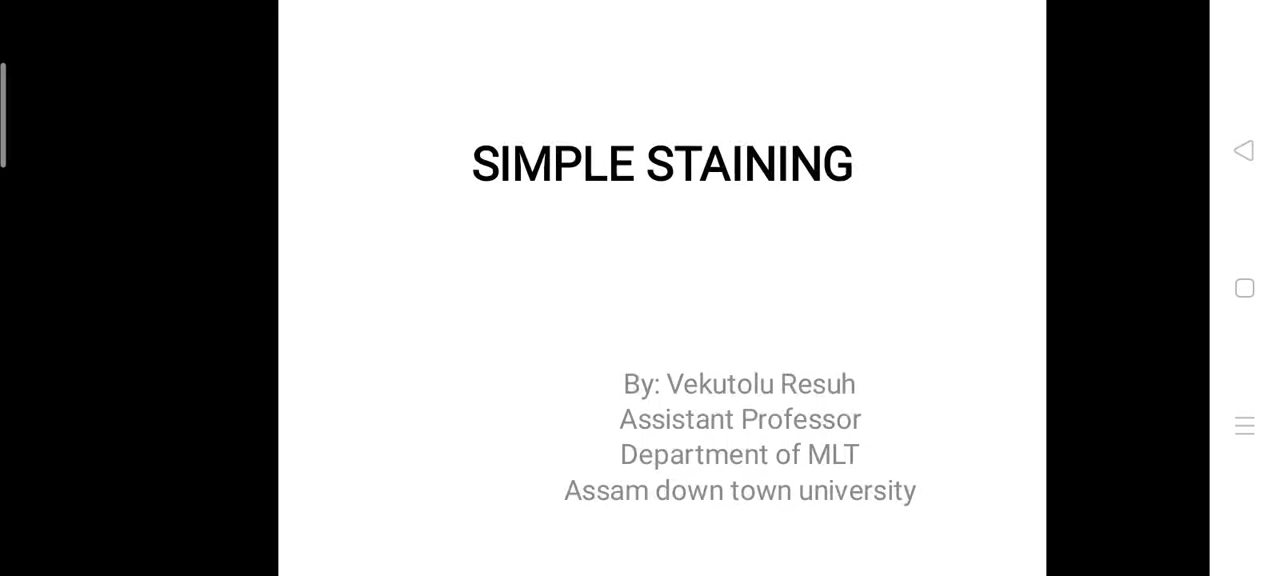 SIMPLE STAINING
By: Vekutolu Resuh
Assistant Professor
Department of MLT
Assam down town university